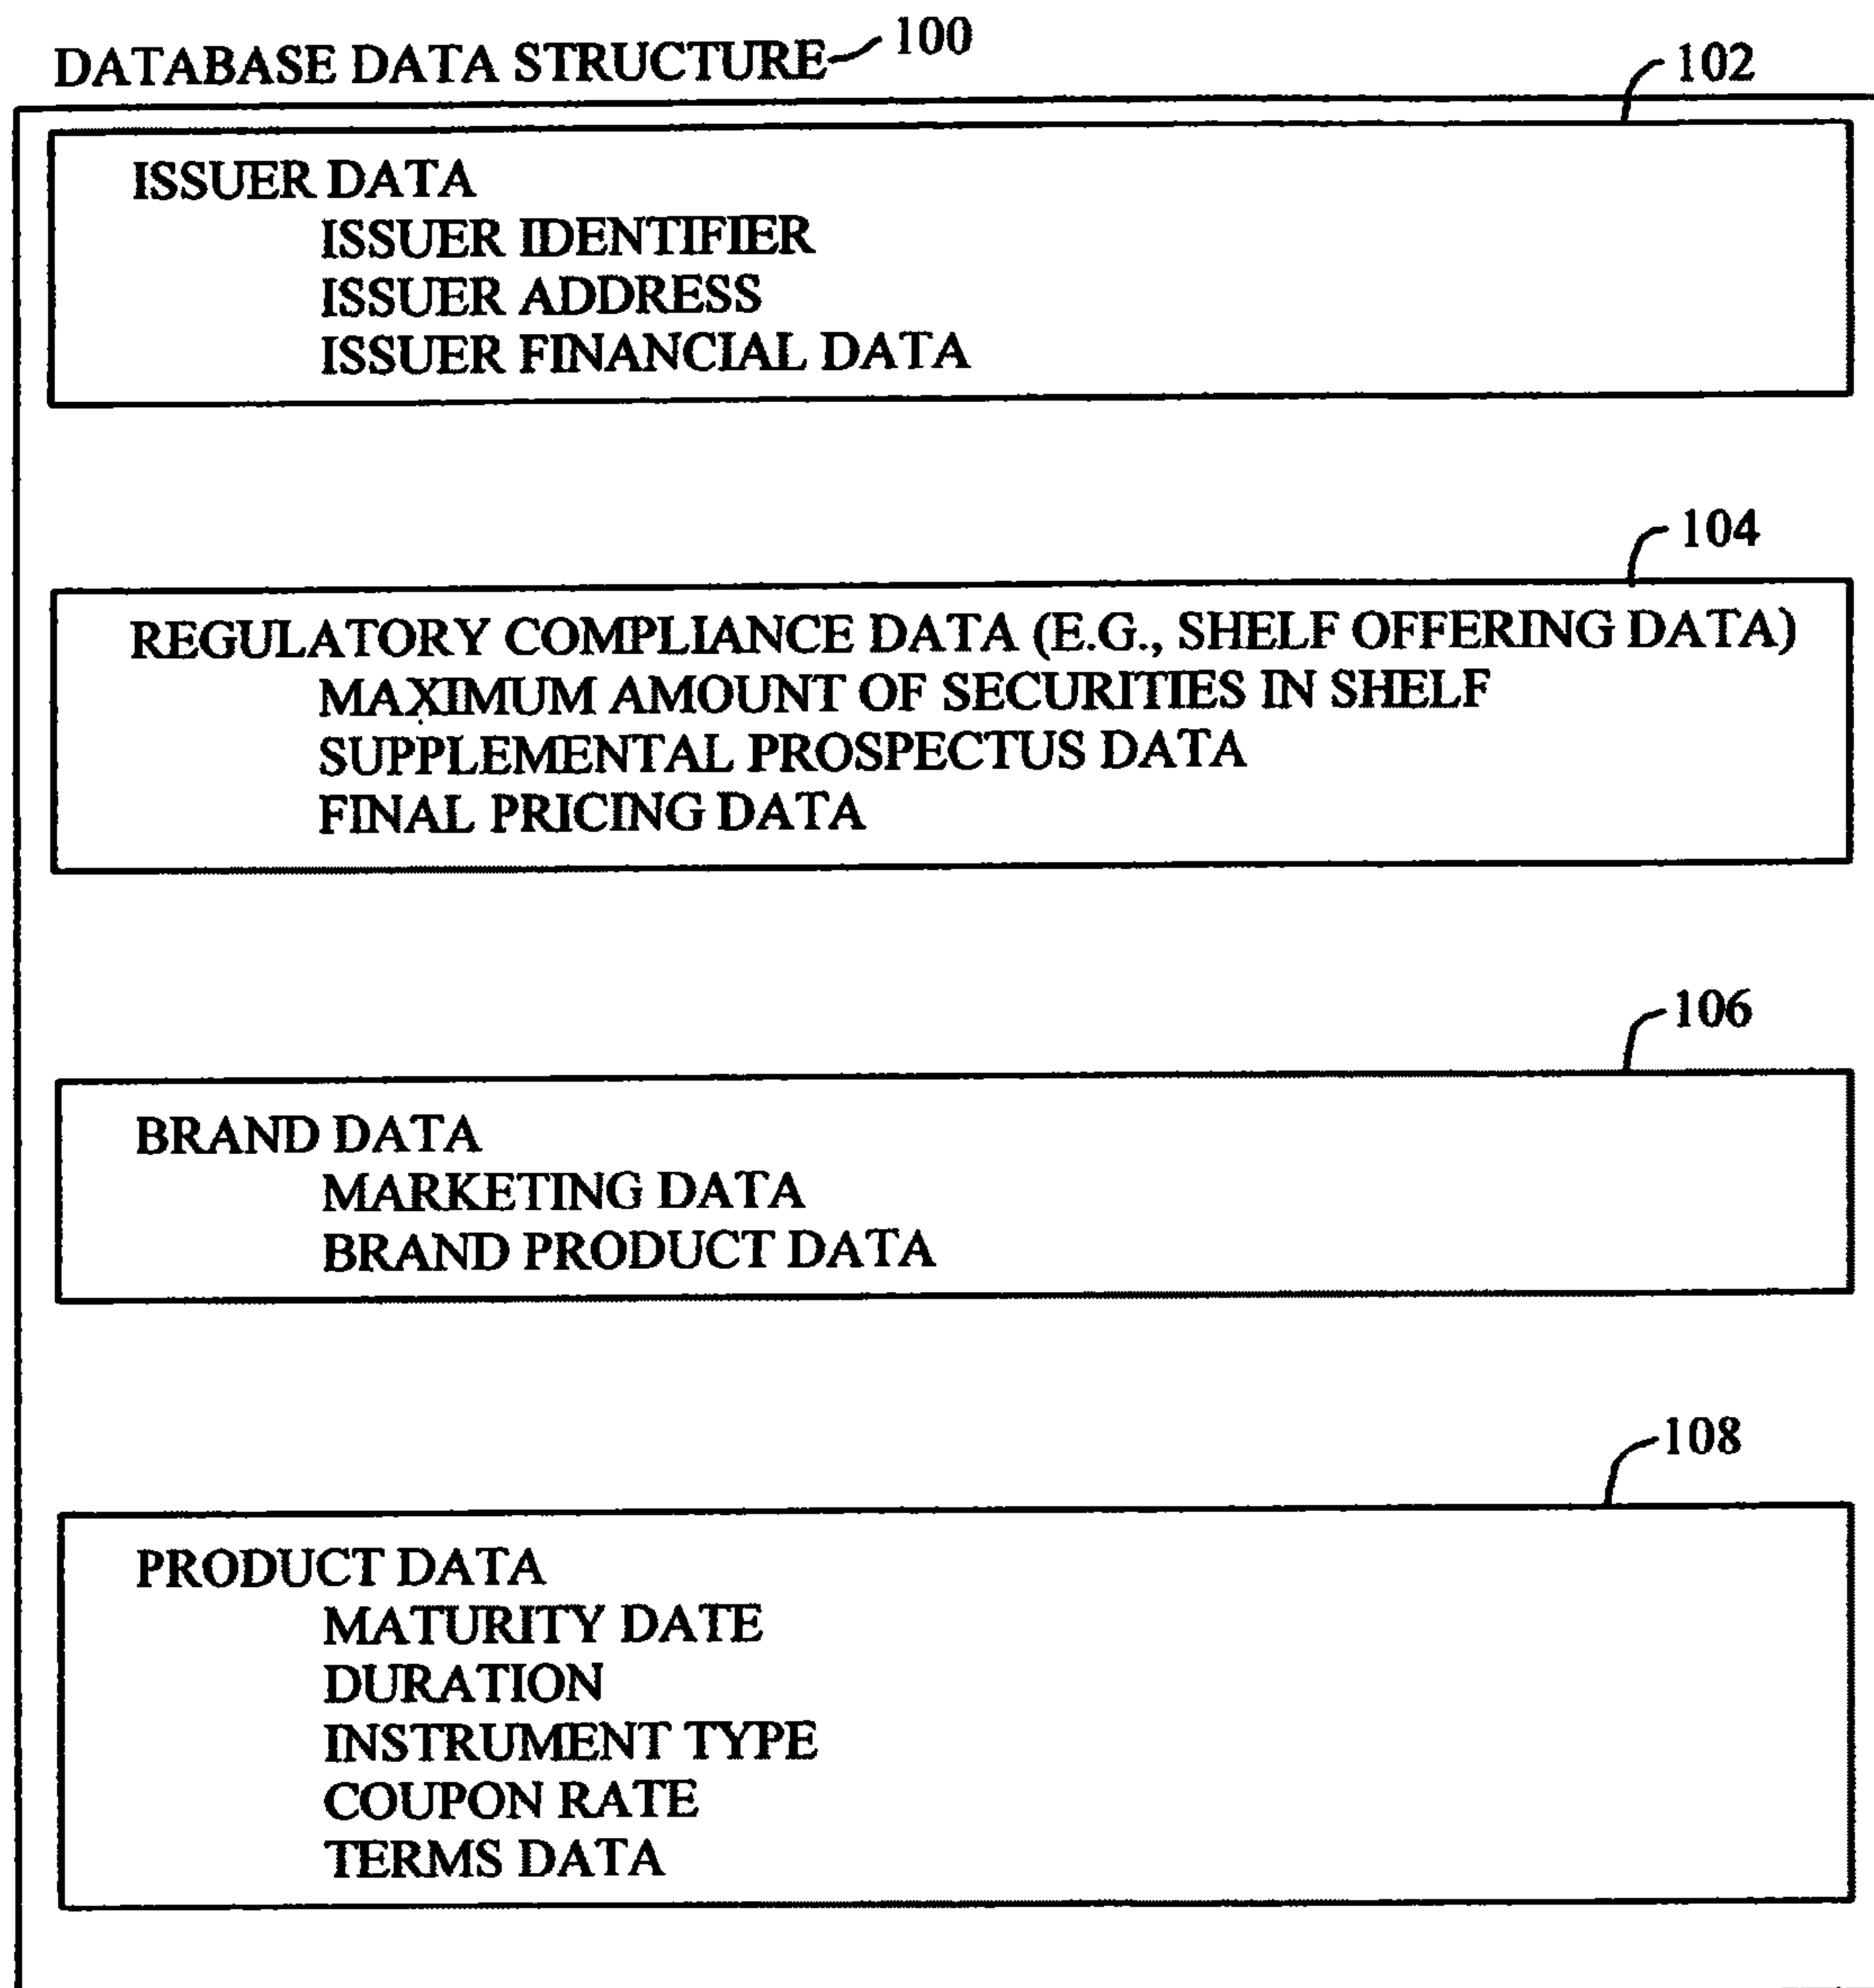 DATABASE DATA STRUCTURE 100
102
ISSUER DATA
ISSUER IDENTIFIER
ISSUER ADDRESS
ISSUER FINANCIAL DATA
104
REGULATORY COMPLIANCE DATA (E.G., SHELF OFFERING DATA)
MAXIMUM AMOUNT OF SECURITIES IN SHELF
SUPPLEMENTAL PROSPECTUS DATA
FINAL PRICING DATA
106
BRAND DATA
MARKETING DATA
BRAND PRODUCT DATA
108
PRODUCT DATA
MATURITY DATE
DURATION
INSTRUMENT TYPE
COUPON RATE
TERMS DATA